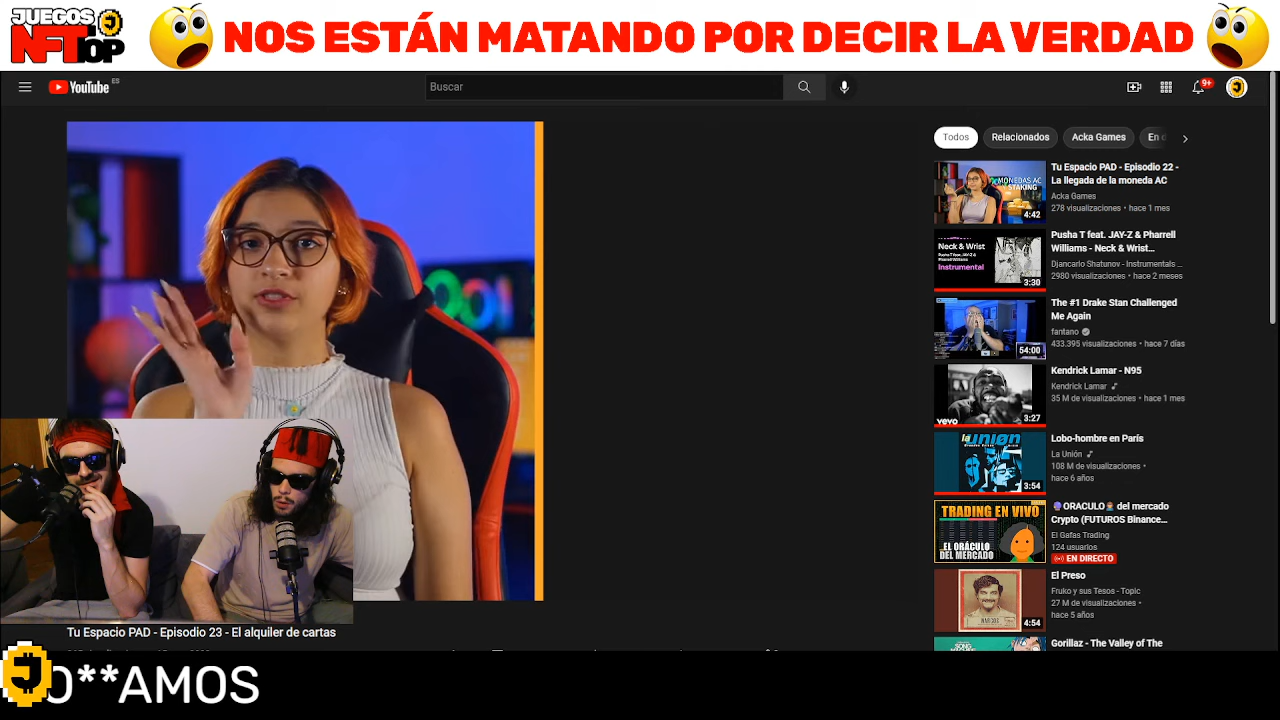 JUEGOS
NFT TOP
NOS ESTÁN MATANDO POR DECIR LA VERDAD
YouTube ES
Buscar
9+
Todos
Relacionados
Acka Games
En d
MONEDAS AC
STAKING
4:42
Tu Espacio PAD - Episodio 22 -
La llegada de la moneda AC
Acka Games
278 visualizaciones • hace 1 mes
Neck & Wrist
Instrumental
3:30
Pusha T feat. JAY-Z & Pharrell
Williams - Neck & Wrist...
Djancarlo Shatunov - Instrumentals ...
2980 visualizaciones • hace 2 meses
54:00
The #1 Drake Stan Challenged
Me Again
fantano
433.395 visualizaciones • hace 7 días
vevo
3:27
Kendrick Lamar - N95
Kendrick Lamar
35 M de visualizaciones • hace 1 mes
la unión
3:54
Lobo-hombre en París
La Unión
108 M de visualizaciones •
hace 6 años
TRADING EN VIVO
EL ORÁCULO
DEL MERCADO
ORACULO del mercado
Crypto (FUTUROS Binance...
El Gafas Trading
124 usuarios
EN DIRECTO
4:54
El Preso
Fruko y sus Tesos - Topic
27 M de visualizaciones •
hace 5 años
Gorillaz - The Valley of The
Tu Espacio PAD - Episodio 23 - El alquiler de cartas
O**AMOS